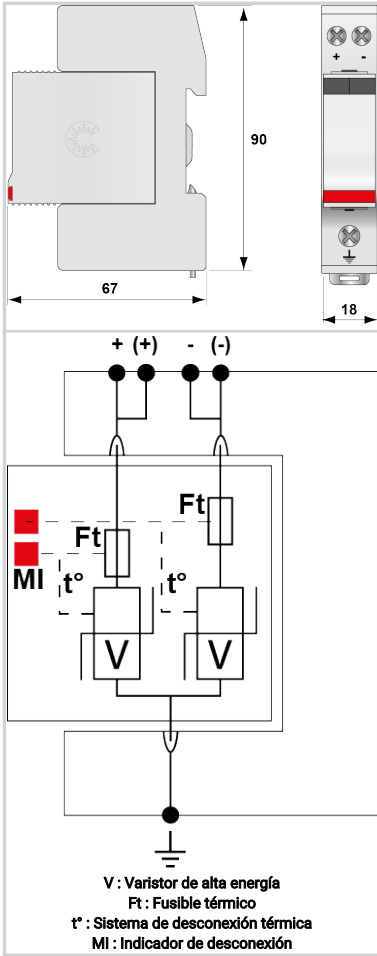 90
67
+ -
18
+ (+) - (-)
Ft
Ft
MI
t°
t°
V
V
V : Varistor de alta energía
Ft : Fusible térmico
t° : Sistema de desconexión térmica
MI : Indicador de desconexión